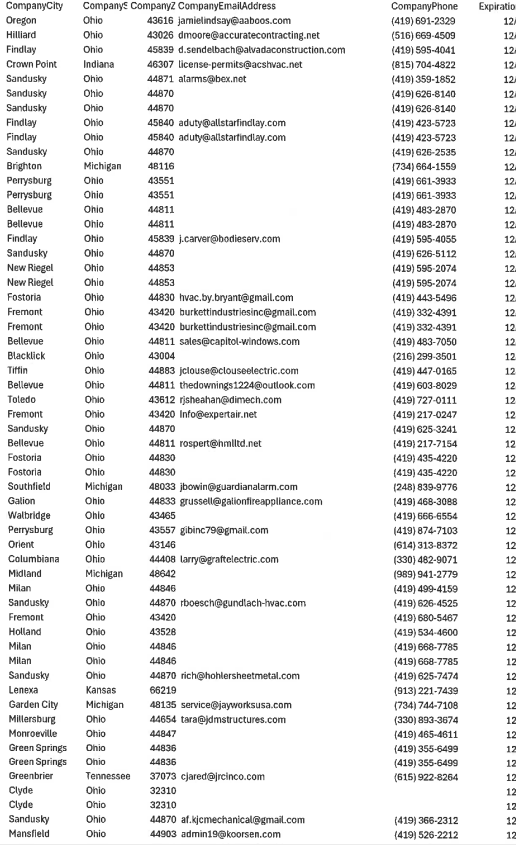 CompanyCity CompanyS CompanyZ CompanyEmailAddress CompanyPhone Expiratio
Oregon Ohio 43616 jamielindsay@aaboos.com (419) 691-2329 12/
Hilliard Ohio 43026 dmoore@accuratecontracting.net (516) 669-4509 12/
Findlay Ohio 45839 d.sendelbach@alvadaconstruction.com (419) 595-4041 12/
Crown Point Indiana 46307 license-permits@acshvac.net (815) 704-4822 12/
Sandusky Ohio 44871 alarms@bex.net (419) 359-1852 12/
Sandusky Ohio 44870 (419) 626-8140 12/
Sandusky Ohio 44870 (419) 626-8140 12/
Findlay Ohio 45840 aduty@allstarfindlay.com (419) 423-5723 12/
Findlay Ohio 45840 aduty@allstarfindlay.com (419) 423-5723 12/
Sandusky Ohio 44870 (419) 626-2535 12/
Brighton Michigan 48116 (734) 664-1559 12/
Perrysburg Ohio 43551 (419) 661-3933 12/
Perrysburg Ohio 43551 (419) 661-3933 12/
Bellevue Ohio 44811 (419) 483-2870 12/
Bellevue Ohio 44811 (419) 483-2870 12/
Findlay Ohio 45839 j.carver@bodieserv.com (419) 595-4055 12/
Sandusky Ohio 44870 (419) 626-5112 12/
New Riegel Ohio 44853 (419) 595-2074 12/
New Riegel Ohio 44853 (419) 595-2074 12/
Fostoria Ohio 44830 hvac.by.bryant@gmail.com (419) 443-5496 12/
Fremont Ohio 43420 burkettindustriesinc@gmail.com (419) 332-4391 12/
Fremont Ohio 43420 burkettindustriesinc@gmail.com (419) 332-4391 12/
Bellevue Ohio 44811 sales@capitol-windows.com (419) 483-7050 12/
Blacklick Ohio 43004 (216) 299-3501 12/
Tiffin Ohio 44883 jclouse@clouseelectric.com (419) 447-0165 12/
Bellevue Ohio 44811 thedownings1224@outlook.com (419) 603-8029 12/
Toledo Ohio 43612 rjsheahan@dimech.com (419) 727-0111 12/
Fremont Ohio 43420 Info@expertair.net (419) 217-0247 12/
Sandusky Ohio 44870 (419) 625-3241 12/
Bellevue Ohio 44811 rospert@hmlltd.net (419) 217-7154 12/
Fostoria Ohio 44830 (419) 435-4220 12/
Fostoria Ohio 44830 (419) 435-4220 12/
Southfield Michigan 48033 jbowin@guardianalarm.com (248) 839-9776 12/
Galion Ohio 44833 grussell@galionfireappliance.com (419) 468-3088 12/
Walbridge Ohio 43465 (419) 666-6554 12/
Perrysburg Ohio 43557 gibinc79@gmail.com (419) 874-7103 12/
Orient Ohio 43146 (614) 313-8372 12/
Columbiana Ohio 44408 larry@graftelectric.com (330) 482-9071 12/
Midland Michigan 48642 (989) 941-2779 12/
Milan Ohio 44846 (419) 499-4159 12/
Sandusky Ohio 44870 rboesch@gundlach-hvac.com (419) 626-4525 12/
Fremont Ohio 43420 (419) 680-5467 12/
Holland Ohio 43528 (419) 534-4600 12/
Milan Ohio 44846 (419) 668-7785 12/
Milan Ohio 44846 (419) 668-7785 12/
Sandusky Ohio 44870 rich@hohlersheetmetal.com (419) 625-7474 12/
Lenexa Kansas 66219 (913) 221-7439 12/
Garden City Michigan 48135 service@jayworksusa.com (734) 744-7108 12/
Millersburg Ohio 44654 tara@jdmstructures.com (330) 893-3674 12/
Monroeville Ohio 44847 (419) 465-4611 12/
Green Springs Ohio 44836 (419) 355-6499 12/
Green Springs Ohio 44836 (419) 355-6499 12/
Greenbrier Tennessee 37073 cjared@jrcinco.com (615) 922-8264 12/
Clyde Ohio 32310 12/
Clyde Ohio 32310 12/
Sandusky Ohio 44870 af.kjcmechanical@gmail.com (419) 366-2312 12/
Mansfield Ohio 44903 admin19@koorsen.com (419) 526-2212 12/